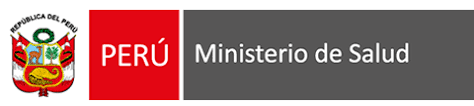 REPÚBLICA DEL PERÚ
PERÚ
Ministerio de Salud